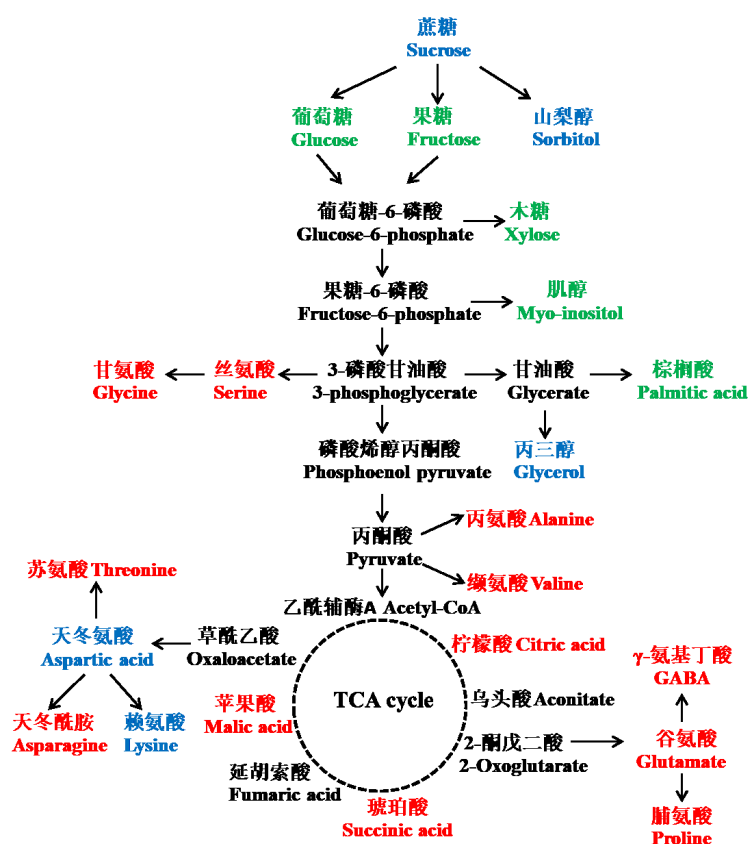 蔗糖
Sucrose
葡萄糖
Glucose
果糖
Fructose
山梨醇
Sorbitol
葡萄糖-6-磷酸
Glucose-6-phosphate
木糖
Xylose
果糖-6-磷酸
Fructose-6-phosphate
肌醇
Myo-inositol
甘氨酸
Glycine
丝氨酸
Serine
3-磷酸甘油酸
3-phosphoglycerate
甘油酸
Glycerate
棕榈酸
Palmitic acid
磷酸烯醇丙酮酸
Phosphoenol pyruvate
丙三醇
Glycerol
丙酮酸
Pyruvate
丙氨酸 Alanine
缬氨酸 Valine
苏氨酸 Threonine
乙酰辅酶A Acetyl-CoA
天冬氨酸
Aspartic acid
草酰乙酸
Oxaloacetate
柠檬酸 Citric acid
γ-氨基丁酸
GABA
天冬酰胺
Asparagine
赖氨酸
Lysine
苹果酸
Malic acid
TCA cycle
乌头酸 Aconitate
2-酮戊二酸
2-Oxoglutarate
谷氨酸
Glutamate
延胡索酸
Fumaric acid
琥珀酸
Succinic acid
脯氨酸
Proline